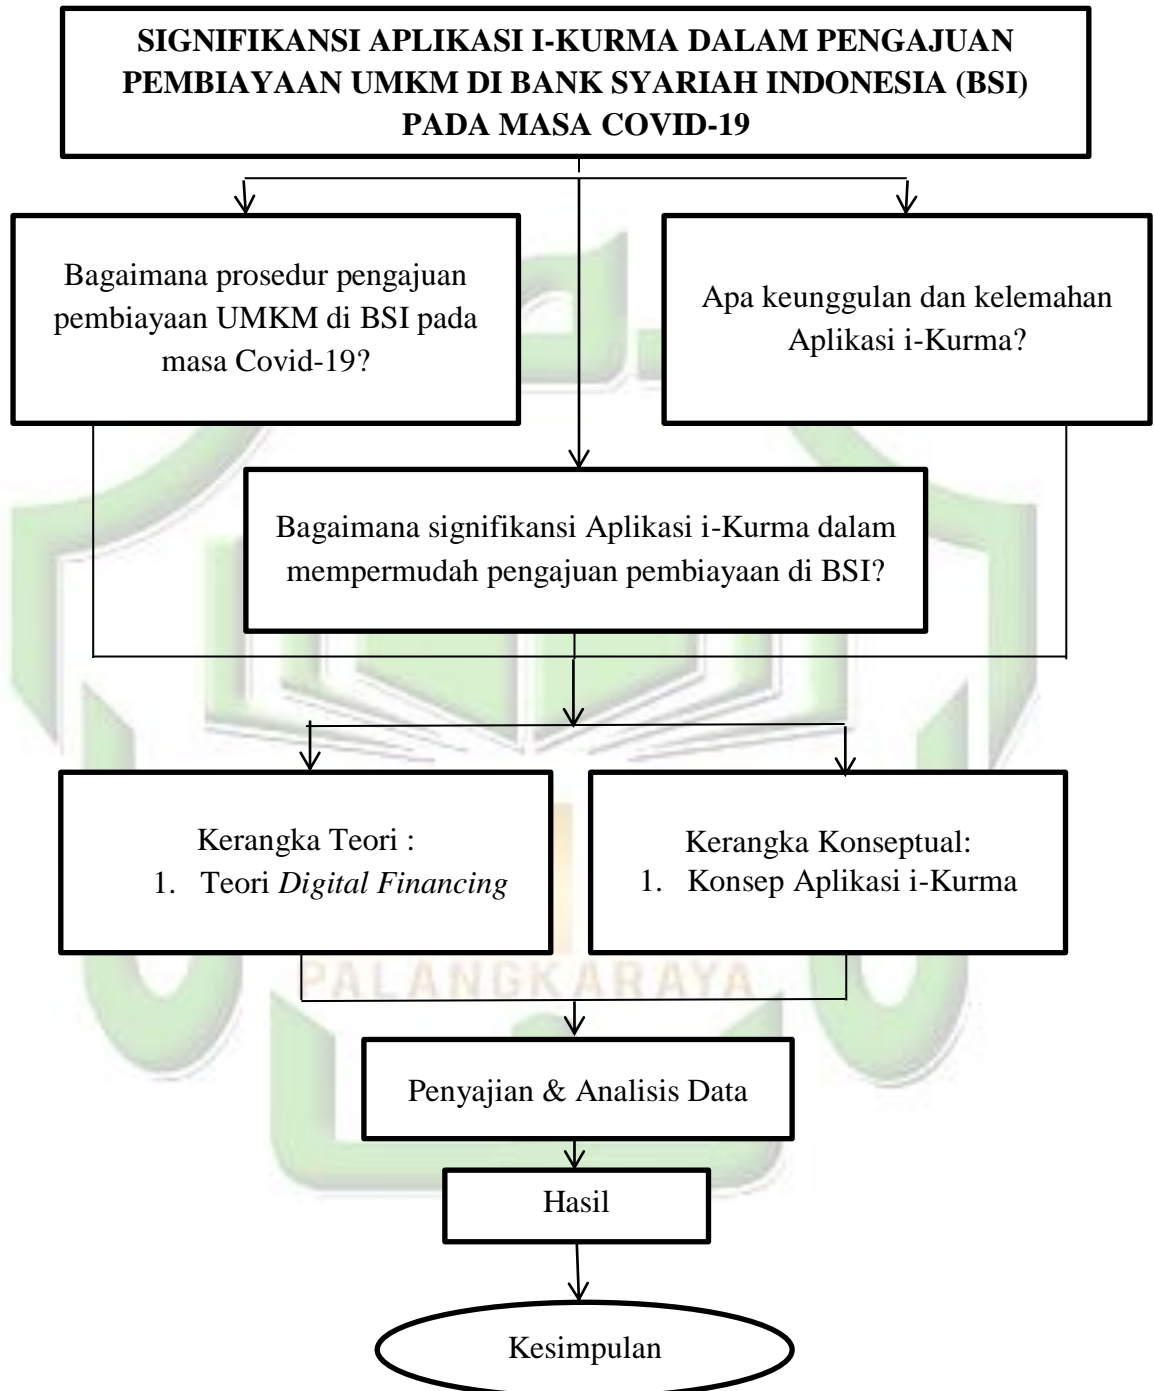 SIGNIFIKANSI APLIKASI I-KURMA DALAM PENGAJUAN
PEMBIAYAAN UMKM DI BANK SYARIAH INDONESIA (BSI)
PADA MASA COVID-19
Bagaimana prosedur pengajuan
pembiayaan UMKM di BSI pada
masa Covid-19?
Apa keunggulan dan kelemahan
Aplikasi i-Kurma?
Bagaimana signifikansi Aplikasi i-Kurma dalam
mempermudah pengajuan pembiayaan di BSI?
Kerangka Teori :
1. Teori Digital Financing
Kerangka Konseptual:
1. Konsep Aplikasi i-Kurma
PALANGKARAYA
Penyajian & Analisis Data
Hasil
Kesimpulan